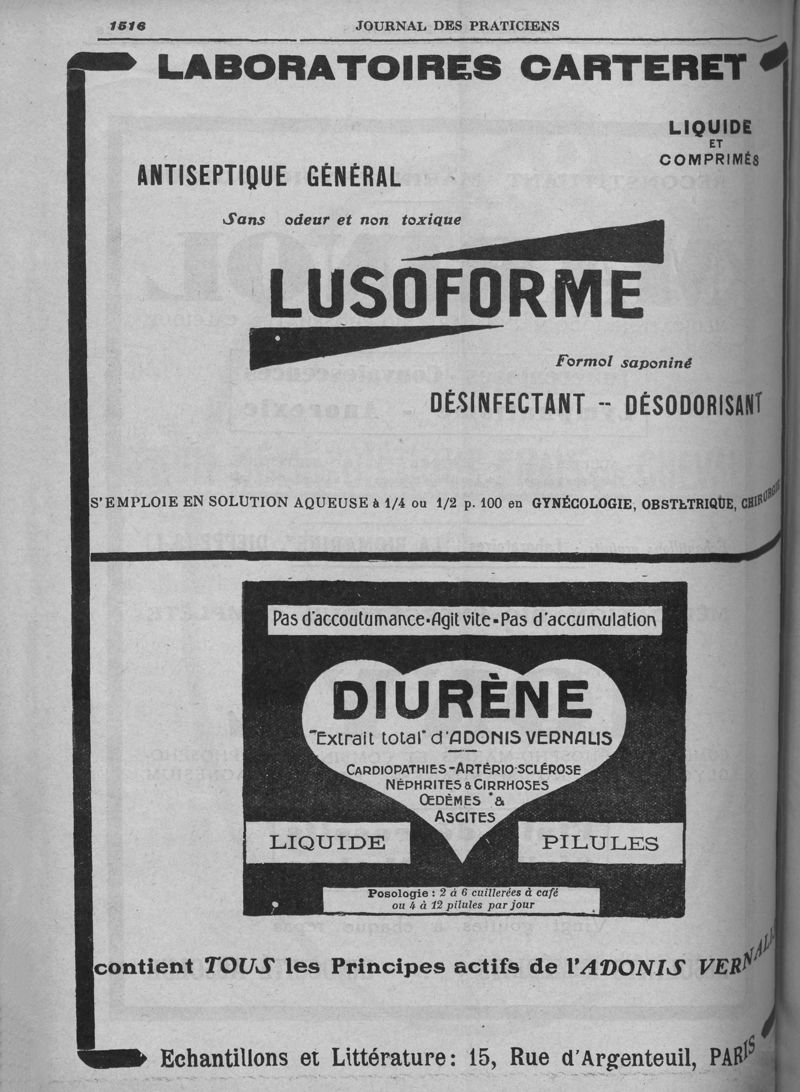 1516 JOURNAL DES PRATICIENS
LABORATOIRES CARTERET
LIQUIDE
ET
COMPRIMÉS
ANTISEPTIQUE GÉNÉRAL
Sans odeur et non toxique
LUSOFORME
Formol saponiné
DÉSINFECTANT -- DÉSODORISANT
S'EMPLOIE EN SOLUTION AQUEUSE à 1/4 ou 1/2 p. 100 en GYNÉCOLOGIE, OBSTÉTRIQUE, CHIRURGIE
Pas d'accoutumance-Agit vite-Pas d'accumulation
DIURÈNE
"Extrait total" d'ADONIS VERNALIS
CARDIOPATHIES-ARTÉRIO-SCLÉROSE
NÉPHRITES & CIRRHOSES
ŒDÈMES &
ASCITES
LIQUIDE PILULES
Posologie : 2 à 6 cuillerées à café
ou 4 à 12 pilules par jour
contient TOUS les Principes actifs de l'ADONIS VERNALIS
Echantillons et Littérature: 15, Rue d'Argenteuil, PARIS